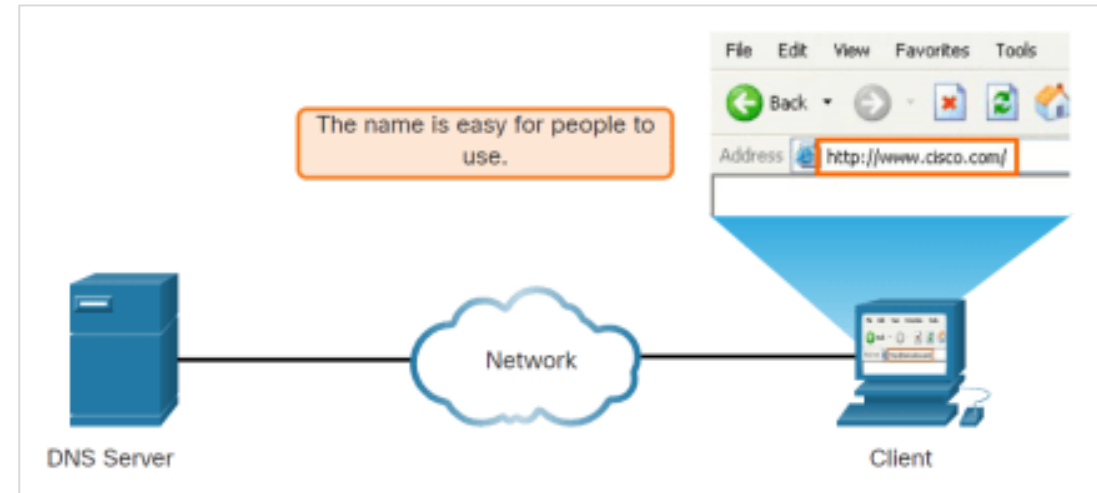 File Edit View Favorites Tools
Back
The name is easy for people to
use.
Address http://www.cisco.com/
Network
DNS Server
Client